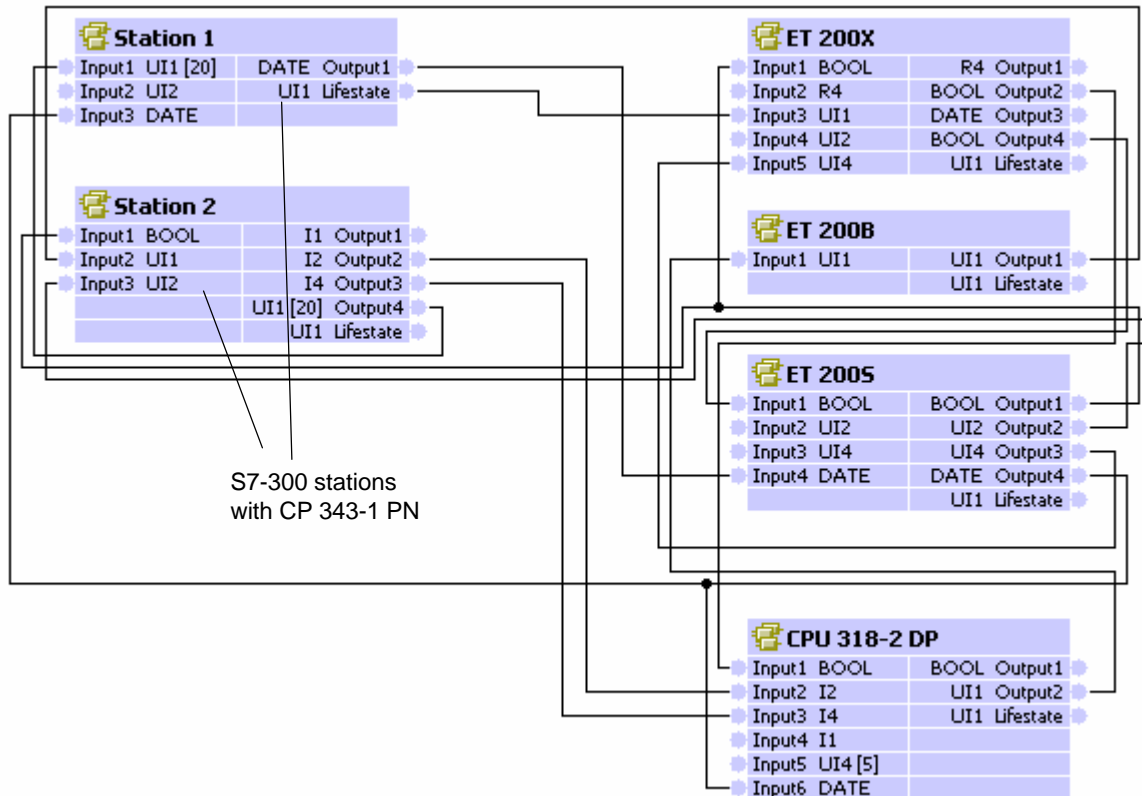 Station 1
Input1 UI1 [20] DATE Output1
Input2 UI2 UI1 Lifestate
Input3 DATE
Station 2
Input1 BOOL I1 Output1
Input2 UI1 I2 Output2
Input3 UI2 I4 Output3
UI1 [20] Output4
UI1 Lifestate
S7-300 stations
with CP 343-1 PN
ET 200X
Input1 BOOL R4 Output1
Input2 R4 BOOL Output2
Input3 UI1 DATE Output3
Input4 UI2 BOOL Output4
Input5 UI4 UI1 Lifestate
ET 200B
Input1 UI1 UI1 Output1
UI1 Lifestate
ET 200S
Input1 BOOL BOOL Output1
Input2 UI2 UI2 Output2
Input3 UI4 UI4 Output3
Input4 DATE DATE Output4
UI1 Lifestate
CPU 318-2 DP
Input1 BOOL BOOL Output1
Input2 I2 UI1 Output2
Input3 I4 UI1 Lifestate
Input4 I1
Input5 UI4 [5]
Input6 DATE